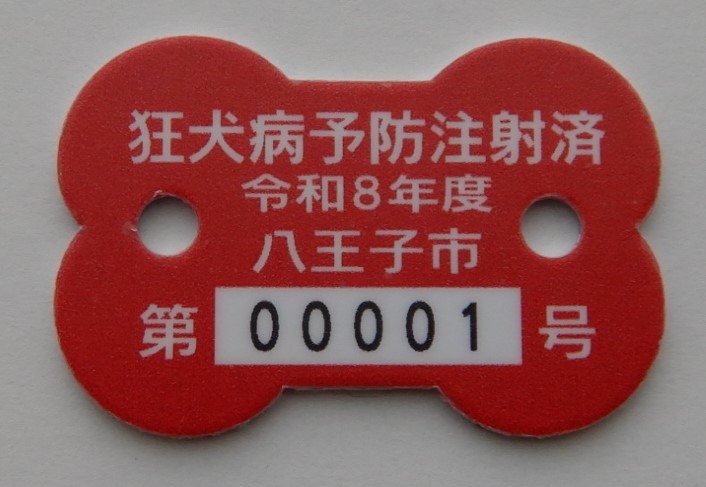 狂犬病予防注射済
令和8年度
八王子市
第 00001 号